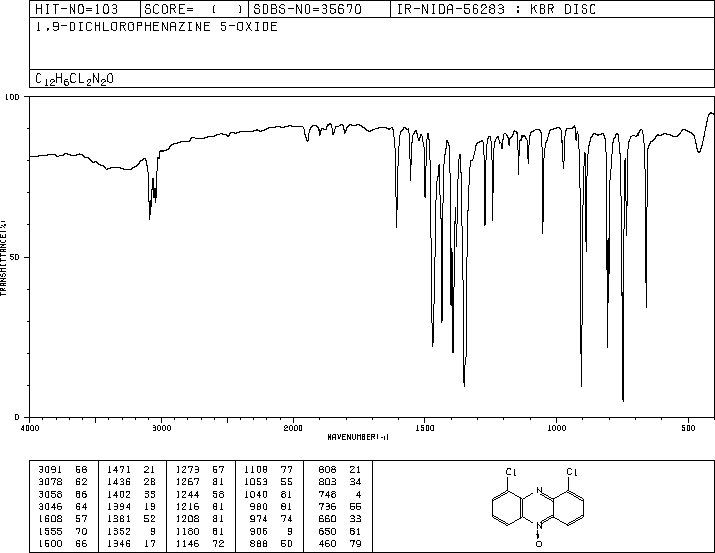 HIT-NO=103 SCORE= ( ) SDBS-NO=35670 IR-NIDA-56283 : KBR DISC
1,9-DICHLOROPHENAZINE 5-OXIDE
C12H6CL2N2O
100
50
0
TRANSMITTANCE(%)
4000 3000 2000 1500 1000 500
WAVENUMBER(-1)
3091 66 1471 21 1273 57 1108 77 808 21
3078 62 1436 28 1267 81 1053 55 803 34
3058 66 1402 35 1244 58 1040 81 748 4
3046 64 1394 19 1216 81 980 81 736 55
1608 57 1381 52 1208 81 974 74 660 33
1555 70 1352 9 1180 81 906 9 650 81
1500 66 1346 17 1146 72 888 50 460 79
Cl Cl
N
N
O